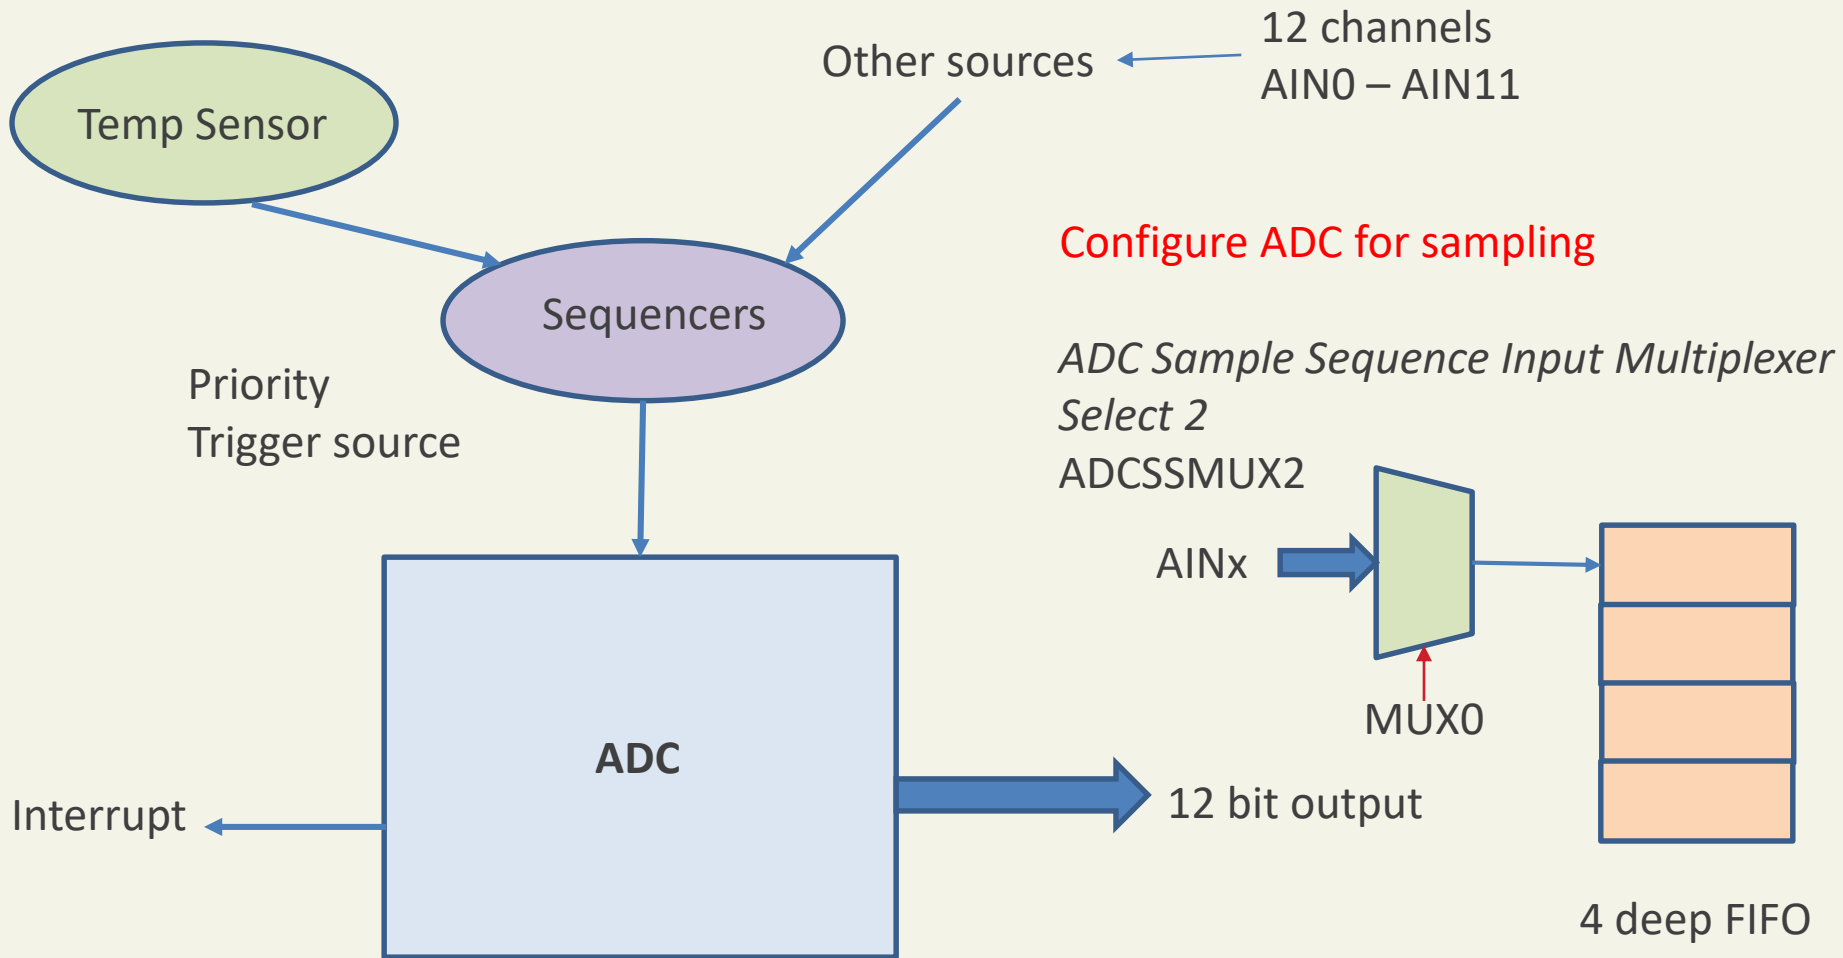 12 channels
AIN0 – AIN11
Other sources
Temp Sensor
Configure ADC for sampling
Sequencers
ADC Sample Sequence Input Multiplexer
Select 2
ADCSSMUX2
Priority
Trigger source
AINx
MUX0
ADC
Interrupt
12 bit output
4 deep FIFO